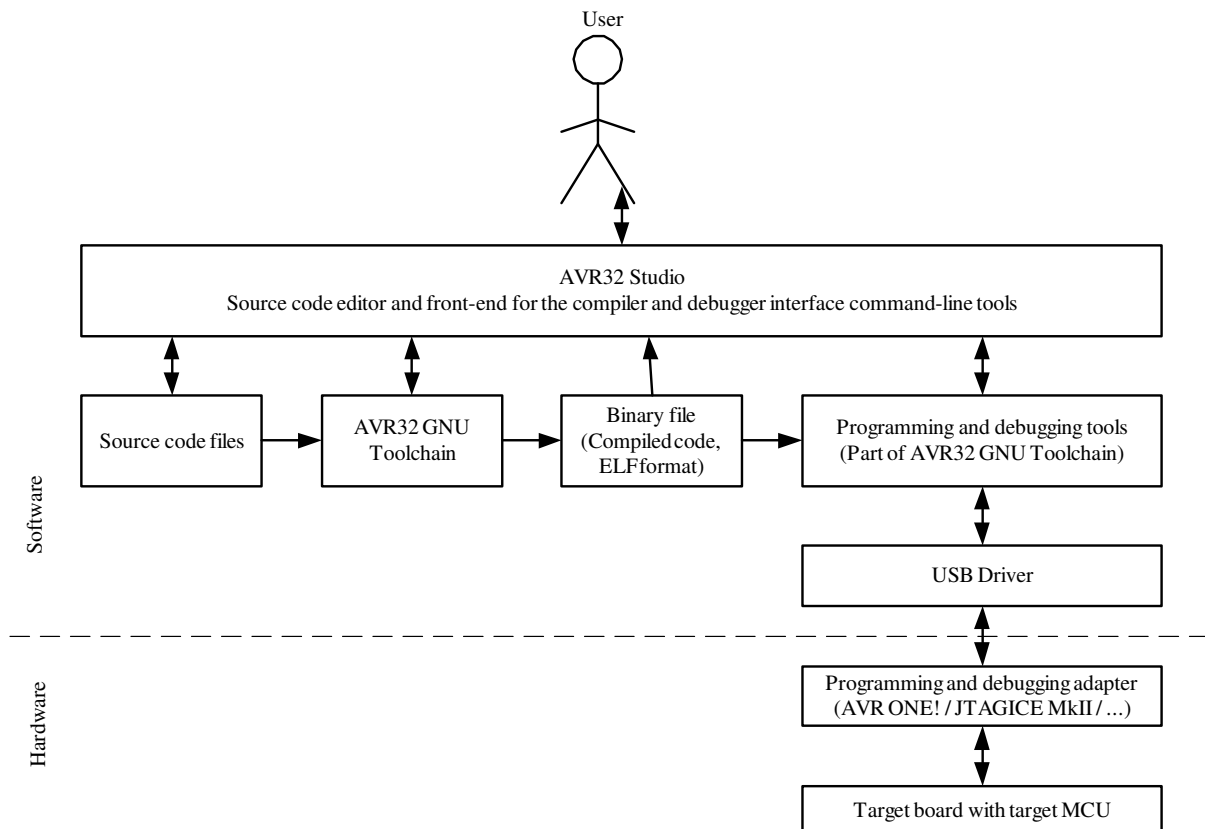 User
AVR32 Studio
Source code editor and front-end for the compiler and debugger interface command-line tools
Source code files
AVR32 GNU
Toolchain
Binary file
(Compiled code,
ELF format)
Programming and debugging tools
(Part of AVR32 GNU Toolchain)
Software
USB Driver
Hardware
Programming and debugging adapter
(AVR ONE! / JTAGICE MkII / ...)
Target board with target MCU